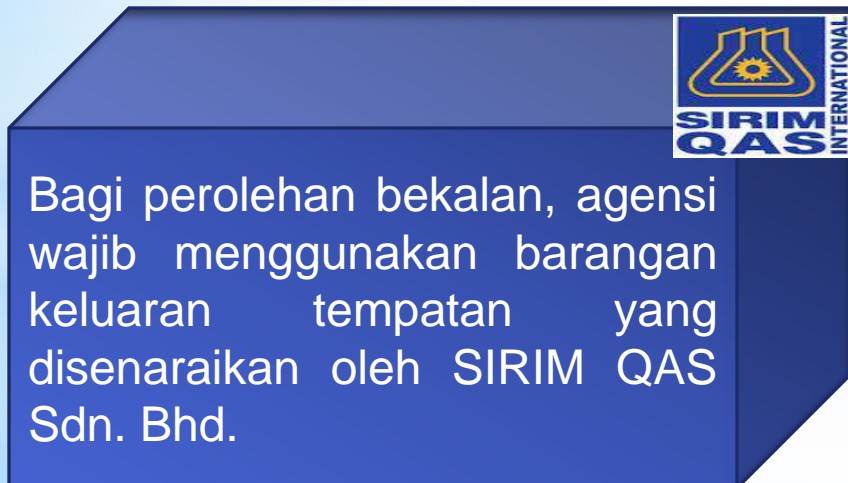 SIRIM
QAS
INTERNATIONAL
Bagi perolehan bekalan, agensi
wajib menggunakan barangan
keluaran tempatan yang
disenaraikan oleh SIRIM QAS
Sdn. Bhd.